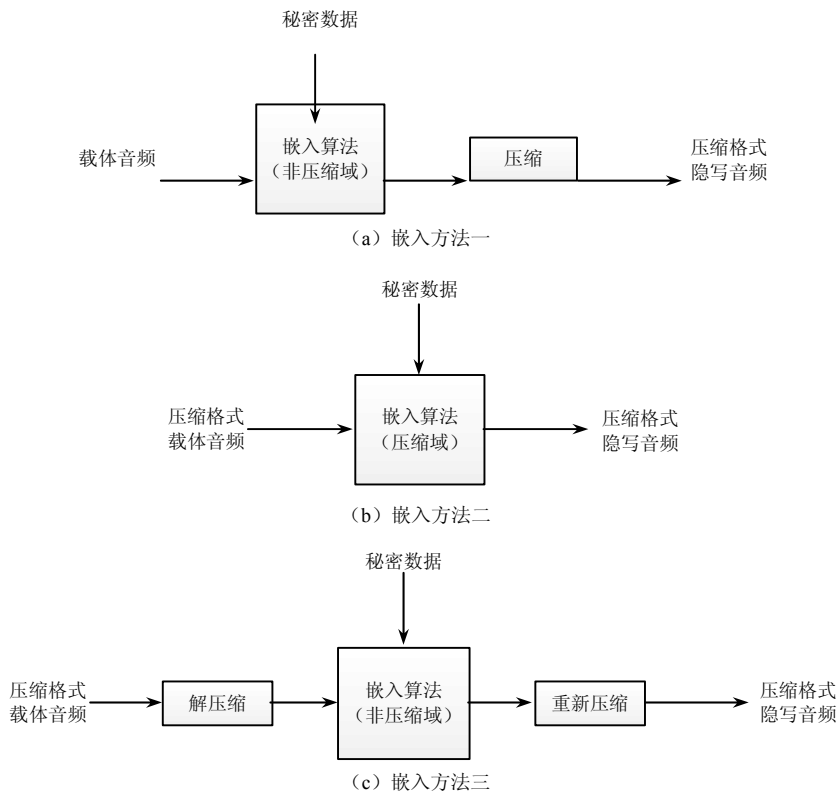 秘密数据
载体音频
嵌入算法
（非压缩域）
压缩
压缩格式
隐写音频
（a）嵌入方法一
秘密数据
压缩格式
载体音频
嵌入算法
（压缩域）
压缩格式
隐写音频
（b）嵌入方法二
秘密数据
压缩格式
载体音频
解压缩
嵌入算法
（非压缩域）
重新压缩
压缩格式
隐写音频
（c）嵌入方法三